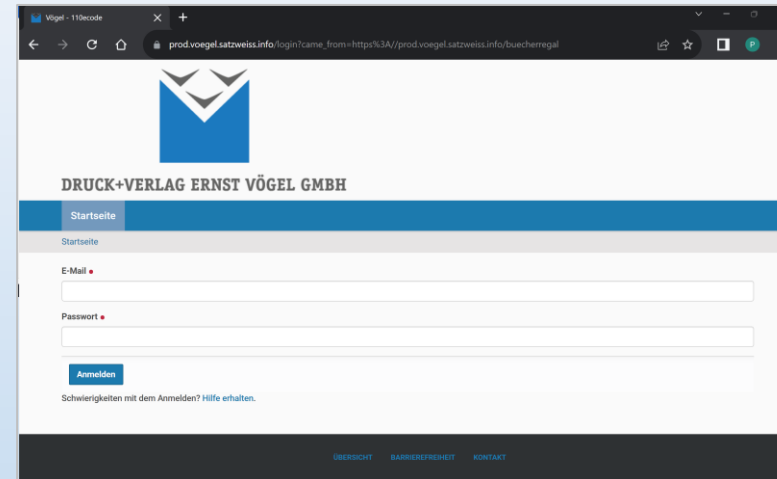 Vögel - 110ecode
prod.voegel.satzweiss.info/login?came_from=https%3A//prod.voegel.satzweiss.info/buecherregal
P
DRUCK+VERLAG ERNST VÖGEL GMBH
Startseite
Startseite
E-Mail
Passwort
Anmelden
Schwierigkeiten mit dem Anmelden? Hilfe erhalten.
ÜBERSICHT BARRIEREFREIHEIT KONTAKT